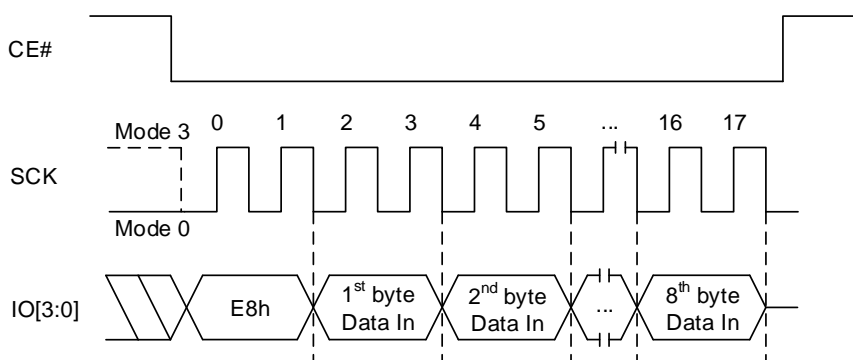 CE#
Mode 3 0 1 2 3 4 5 ... 16 17
SCK
Mode 0
IO[3:0] E8h 1st byte Data In 2nd byte Data In ... 8th byte Data In